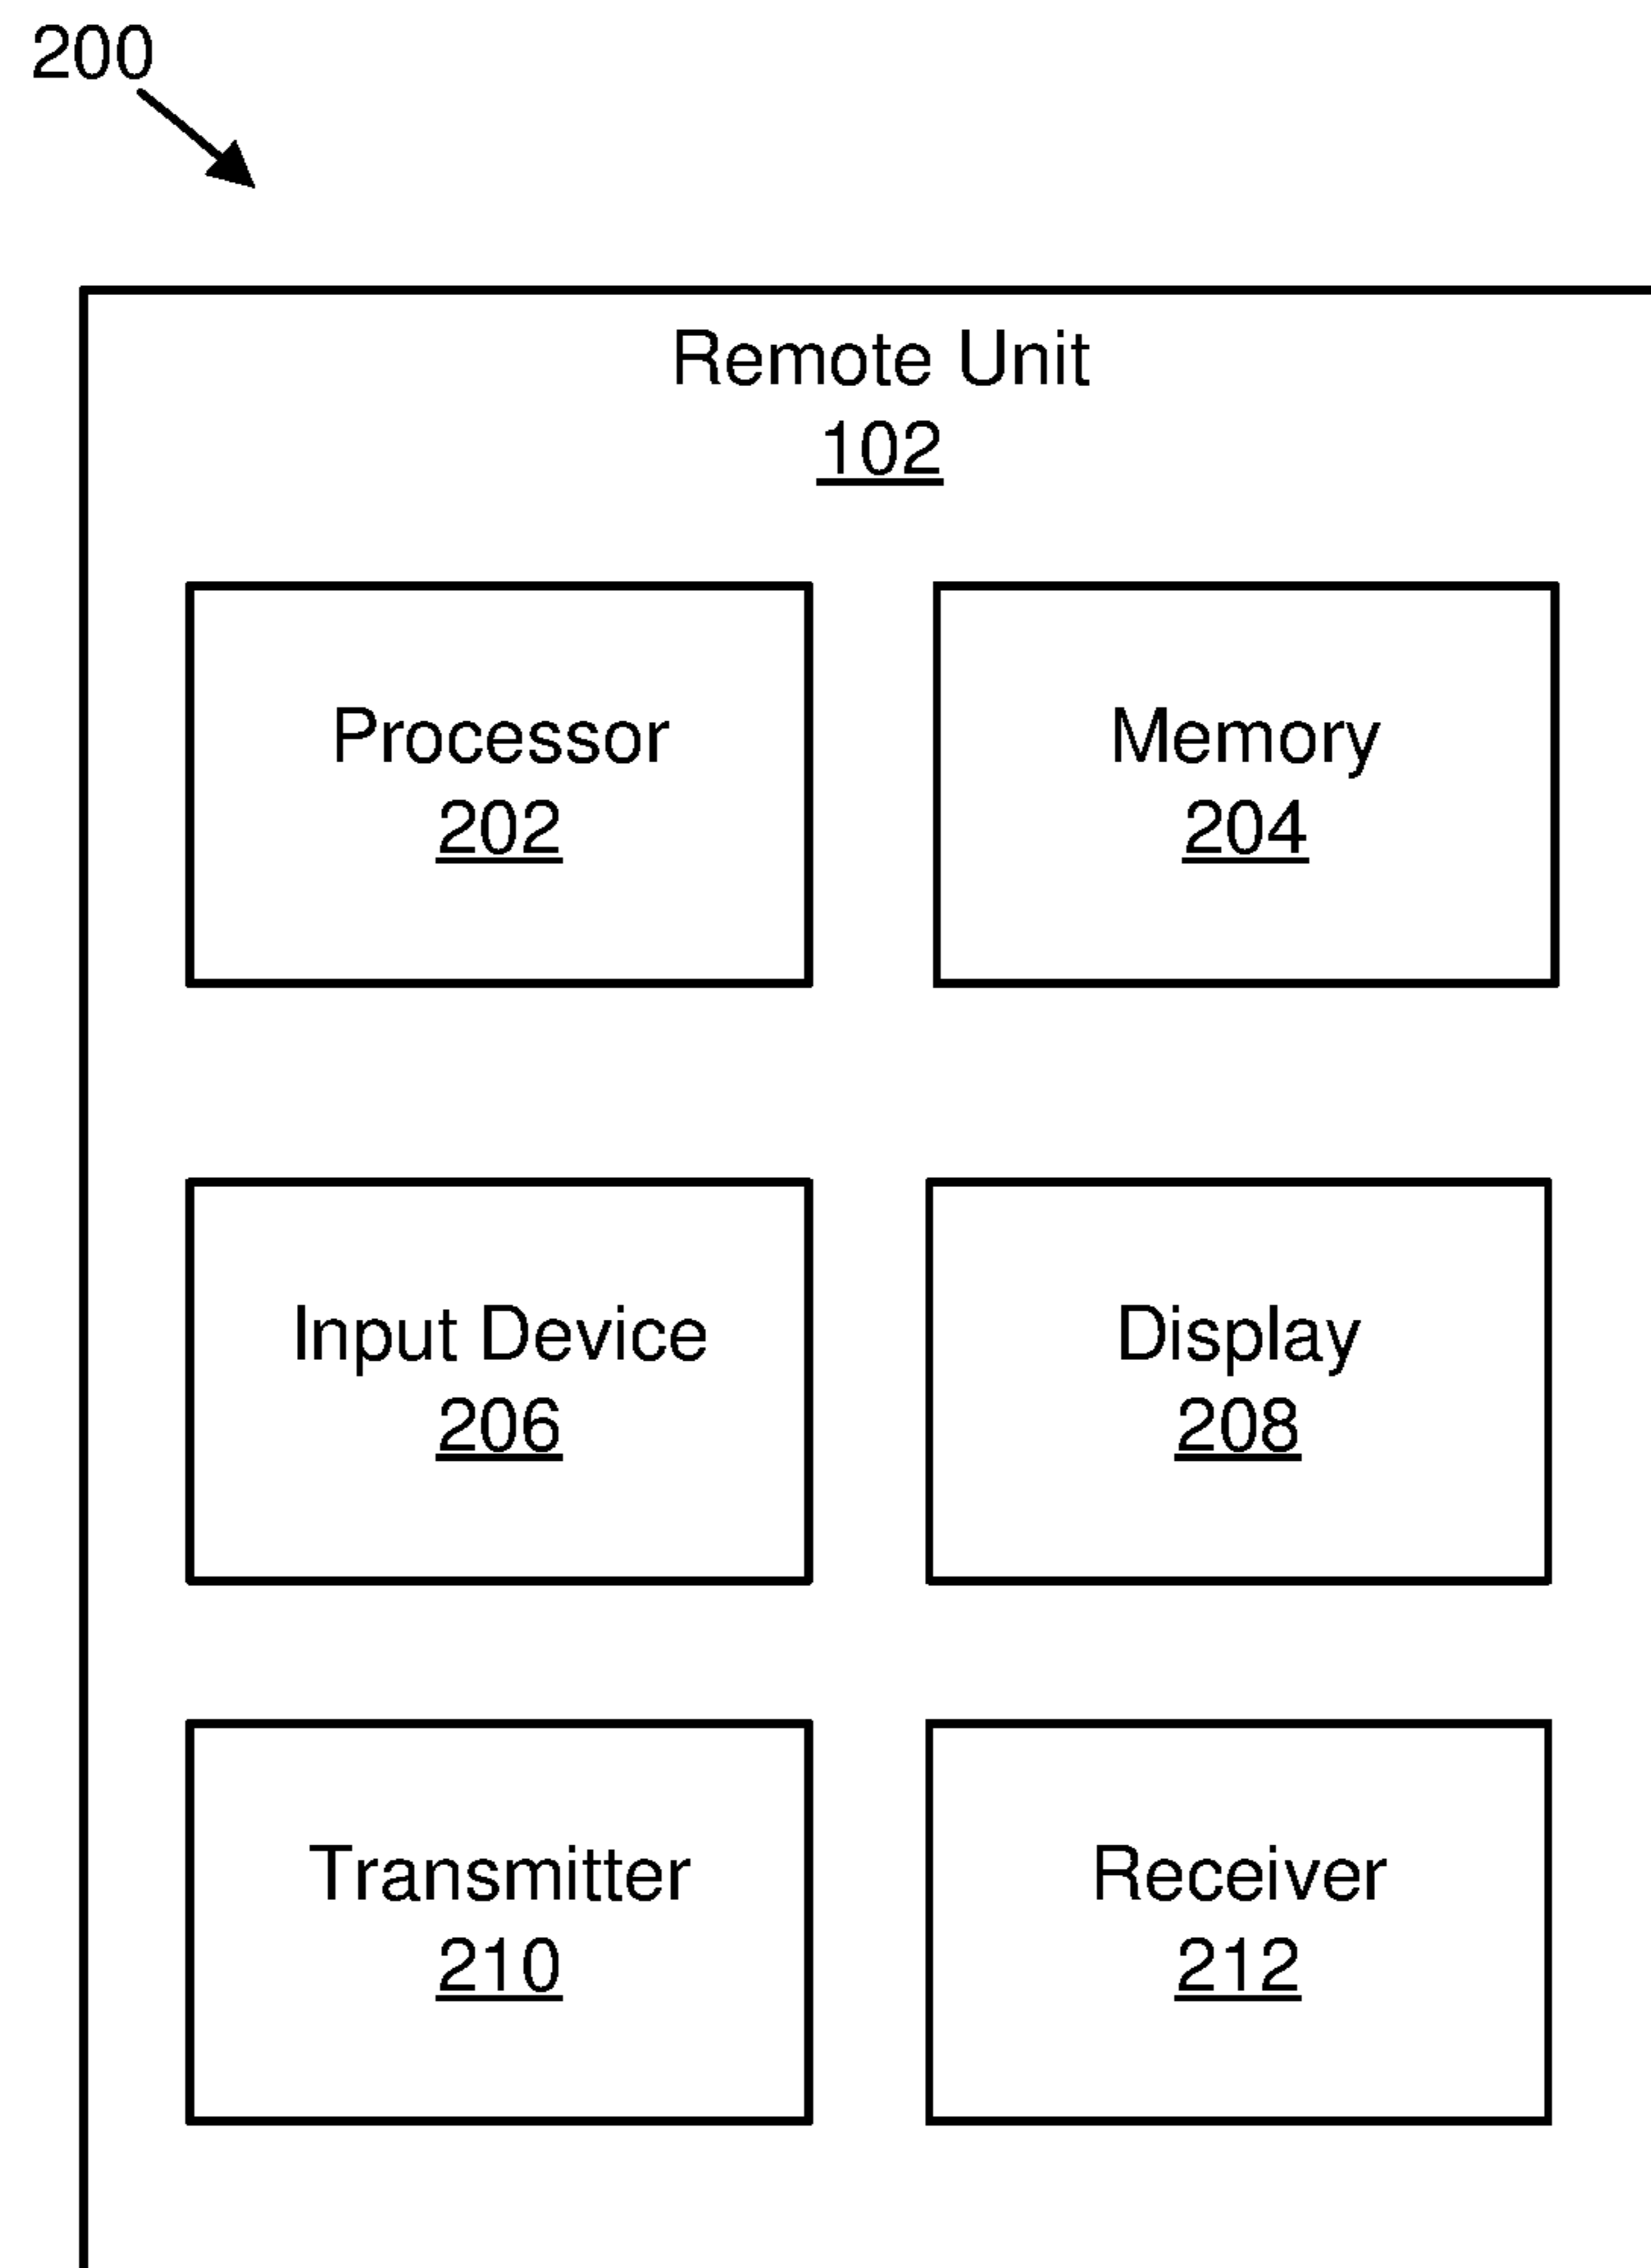 200
Remote Unit
102
Processor
202
Memory
204
Input Device
206
Display
208
Transmitter
210
Receiver
212